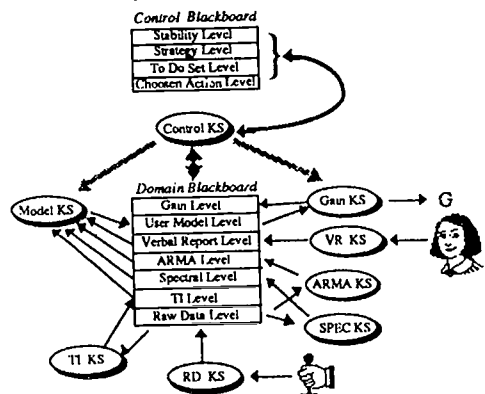 Control Blackboard
Stability Level
Strategy Level
To Do Set Level
Choosen Action Level
Control KS
Domain Blackboard
Gain Level
User Model Level
Verbal Report Level
ARMA Level
Spectral Level
TI Level
Raw Data Level
Model KS
Gain KS
G
VR KS
ARMA KS
SPEC KS
TI KS
RD KS